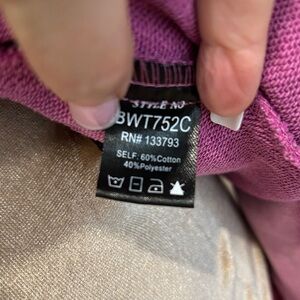 STYLE NO
BWT752C
RN# 133793
SELF: 60%Cotton
40%Polyester